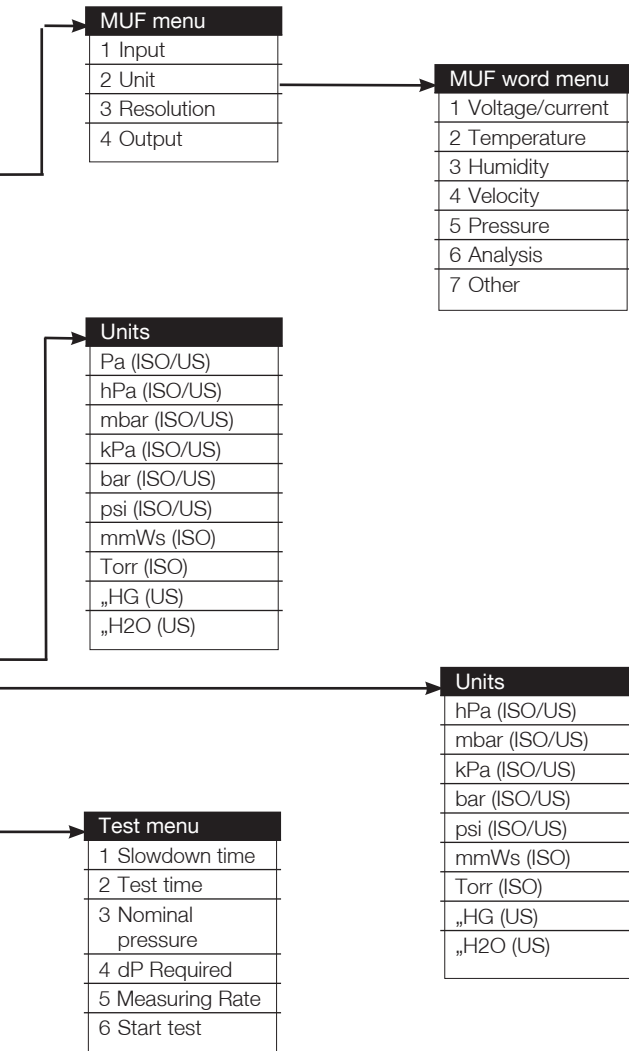 MUF menu
1 Input
2 Unit
3 Resolution
4 Output
MUF word menu
1 Voltage/current
2 Temperature
3 Humidity
4 Velocity
5 Pressure
6 Analysis
7 Other
Units
Pa (ISO/US)
hPa (ISO/US)
mbar (ISO/US)
kPa (ISO/US)
bar (ISO/US)
psi (ISO/US)
mmWs (ISO)
Torr (ISO)
„HG (US)
„H2O (US)
Units
hPa (ISO/US)
mbar (ISO/US)
kPa (ISO/US)
bar (ISO/US)
psi (ISO/US)
mmWs (ISO)
Torr (ISO)
„HG (US)
„H2O (US)
Test menu
1 Slowdown time
2 Test time
3 Nominal
pressure
4 dP Required
5 Measuring Rate
6 Start test